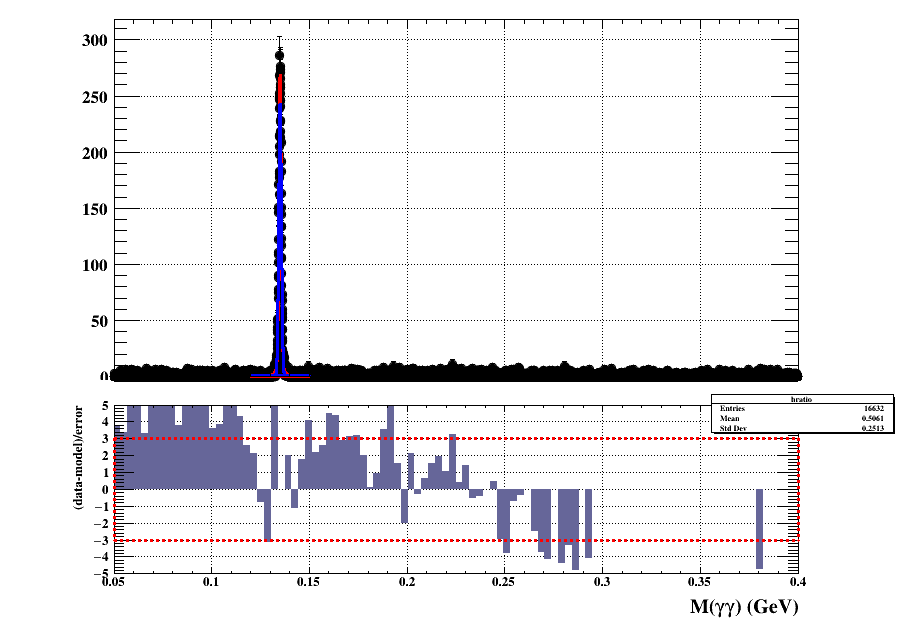 300
250
200
150
100
50
0
(data-model)/error
5
4
3
2
1
0
−1
−2
−3
−4
−5
hratio
Entries 16632
Mean 0.5061
Std Dev 0.2513
0.05 0.1 0.15 0.2 0.25 0.3 0.35 0.4
M(γγ) (GeV)